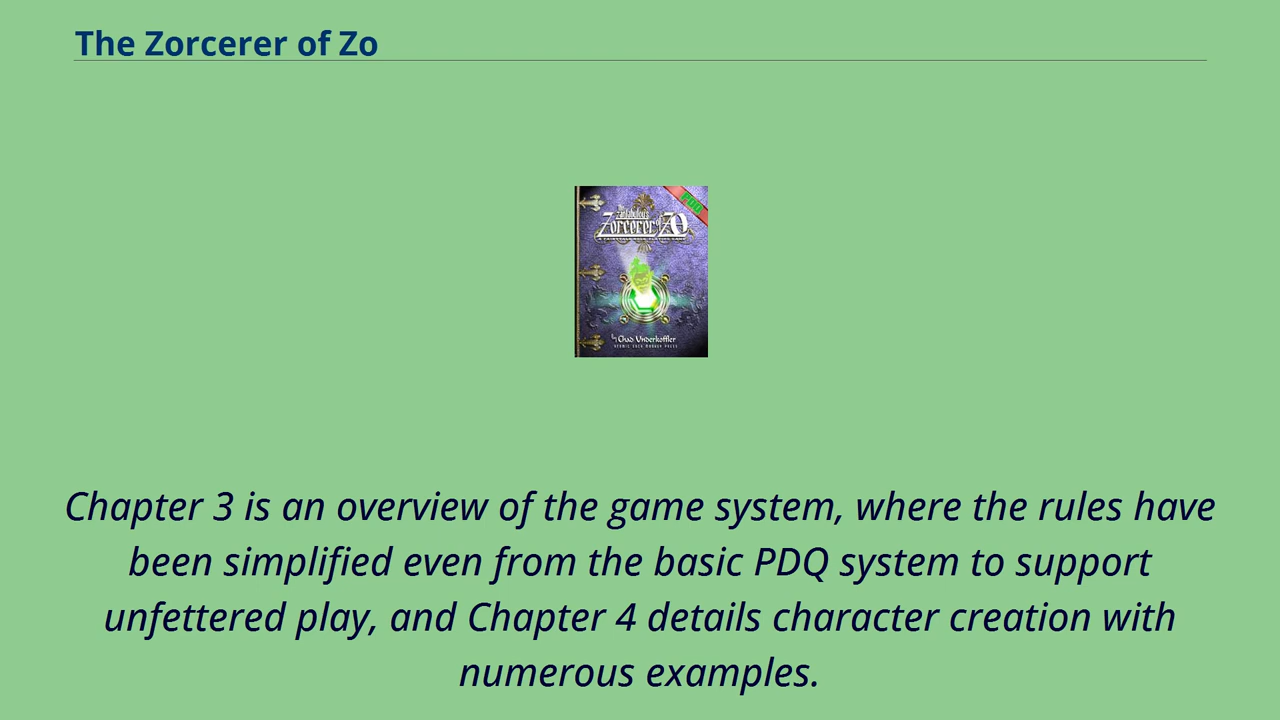 The Zorcerer of Zo
PDQ
Zorcerer of Zo
by Chad Underkoffler
Chapter 3 is an overview of the game system, where the rules have
been simplified even from the basic PDQ system to support
unfettered play, and Chapter 4 details character creation with
numerous examples.